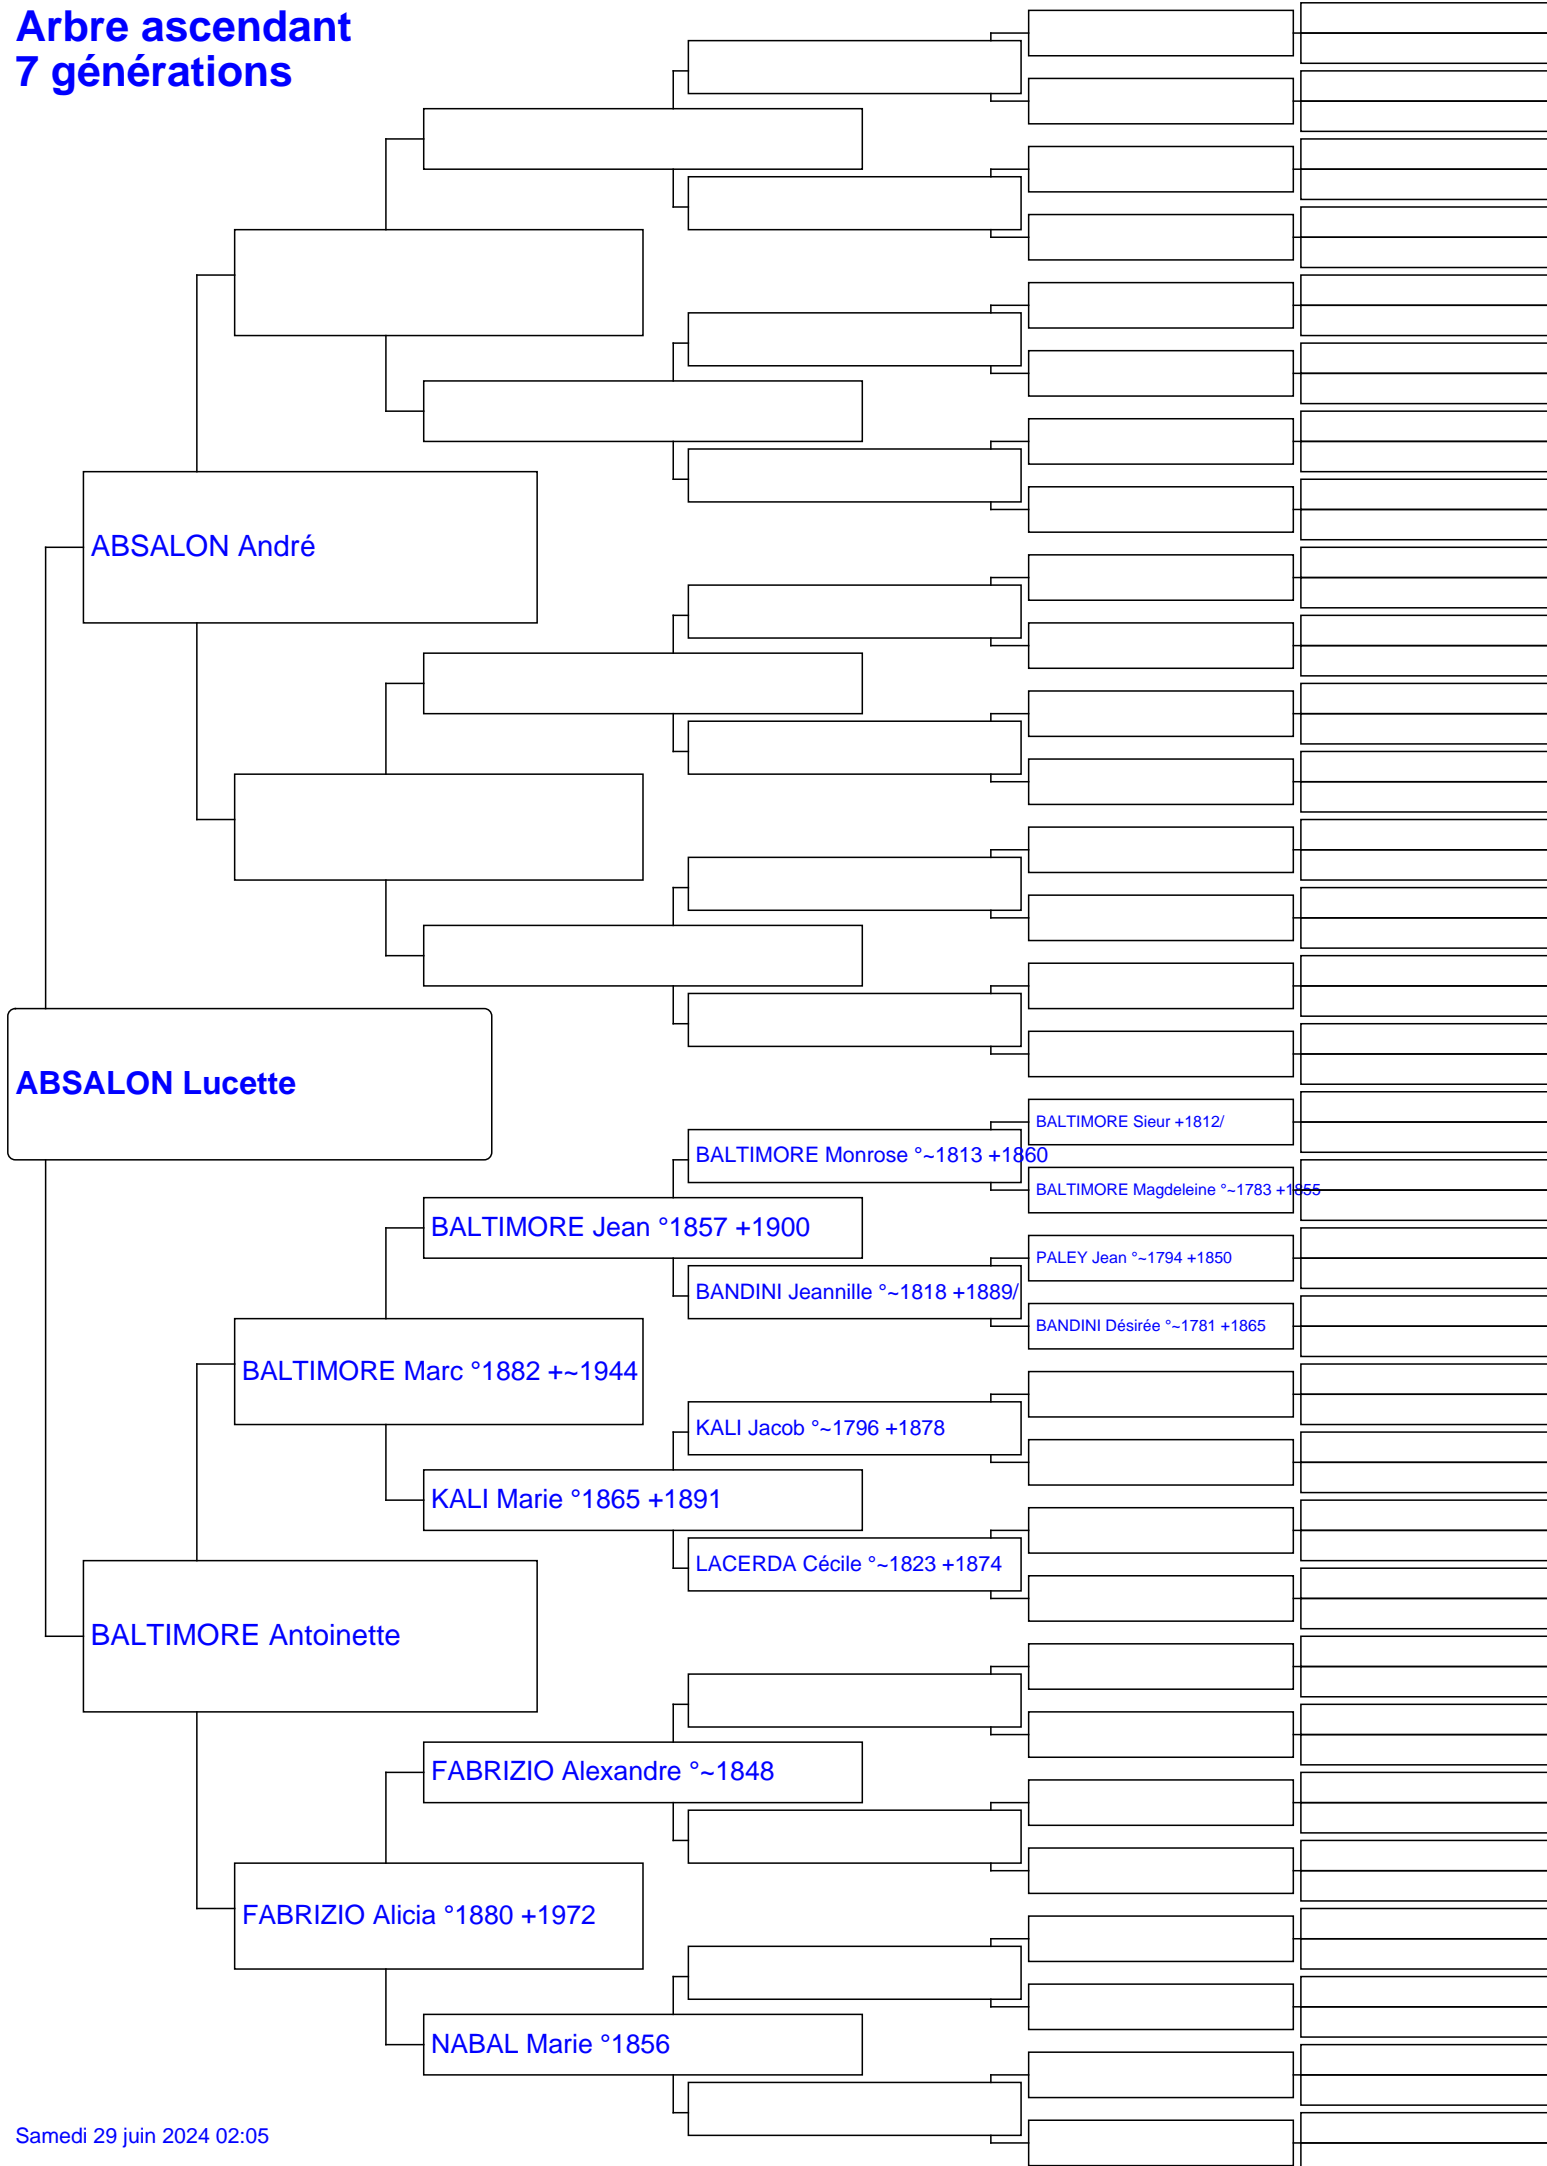 Arbre ascendant
7 générations
ABSALON André
ABSALON Lucette
BALTIMORE Sieur +1812/
BALTIMORE Monrose °~1813 +1860
BALTIMORE Magdeleine °~1783 +1855
BALTIMORE Jean °1857 +1900
PALEY Jean °~1794 +1850
BANDINI Jeannille °~1818 +1889/
BANDINI Désirée °~1781 +1865
BALTIMORE Marc °1882 +~1944
KALI Jacob °~1796 +1878
KALI Marie °1865 +1891
LACERDA Cécile °~1823 +1874
BALTIMORE Antoinette
FABRIZIO Alexandre °~1848
FABRIZIO Alicia °1880 +1972
NABAL Marie °1856
Samedi 29 juin 2024 02:05